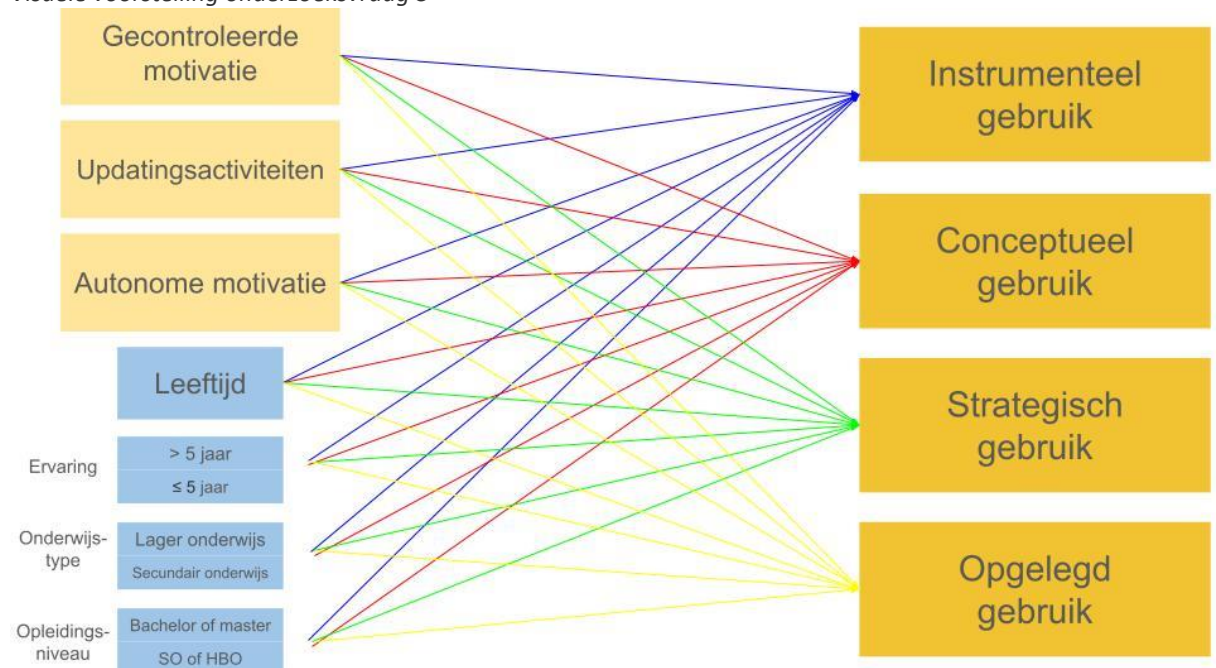 Gecontroleerde
motivatie
Updatingsactiviteiten
Autonome motivatie
Leeftijd
Ervaring
> 5 jaar
≤ 5 jaar
Onderwijs-
type
Lager onderwijs
Secundair onderwijs
Opleidings-
niveau
Bachelor of master
SO of HBO
Instrumenteel
gebruik
Conceptueel
gebruik
Strategisch
gebruik
Opgelegd
gebruik